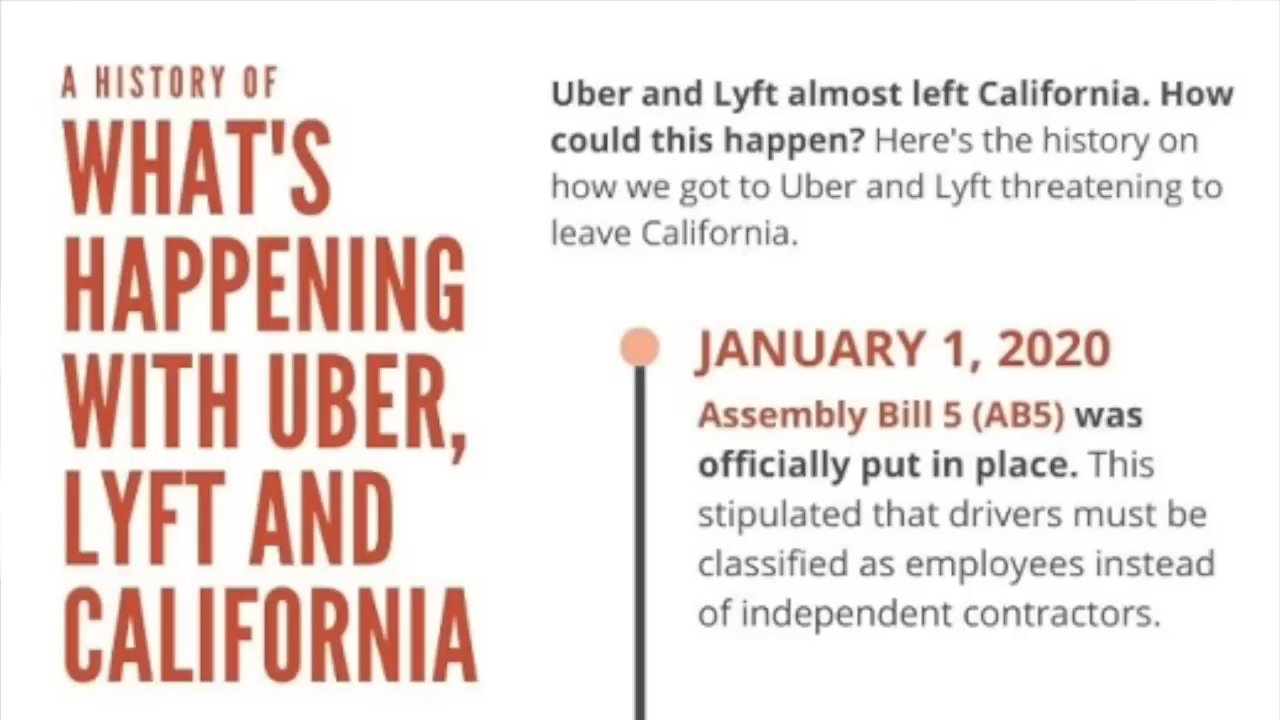 A HISTORY OF
WHAT'S
HAPPENING
WITH UBER,
LYFT AND
CALIFORNIA
Uber and Lyft almost left California. How
could this happen? Here's the history on
how we got to Uber and Lyft threatening to
leave California.
JANUARY 1, 2020
Assembly Bill 5 (AB5) was
officially put in place. This
stipulated that drivers must be
classified as employees instead
of independent contractors.